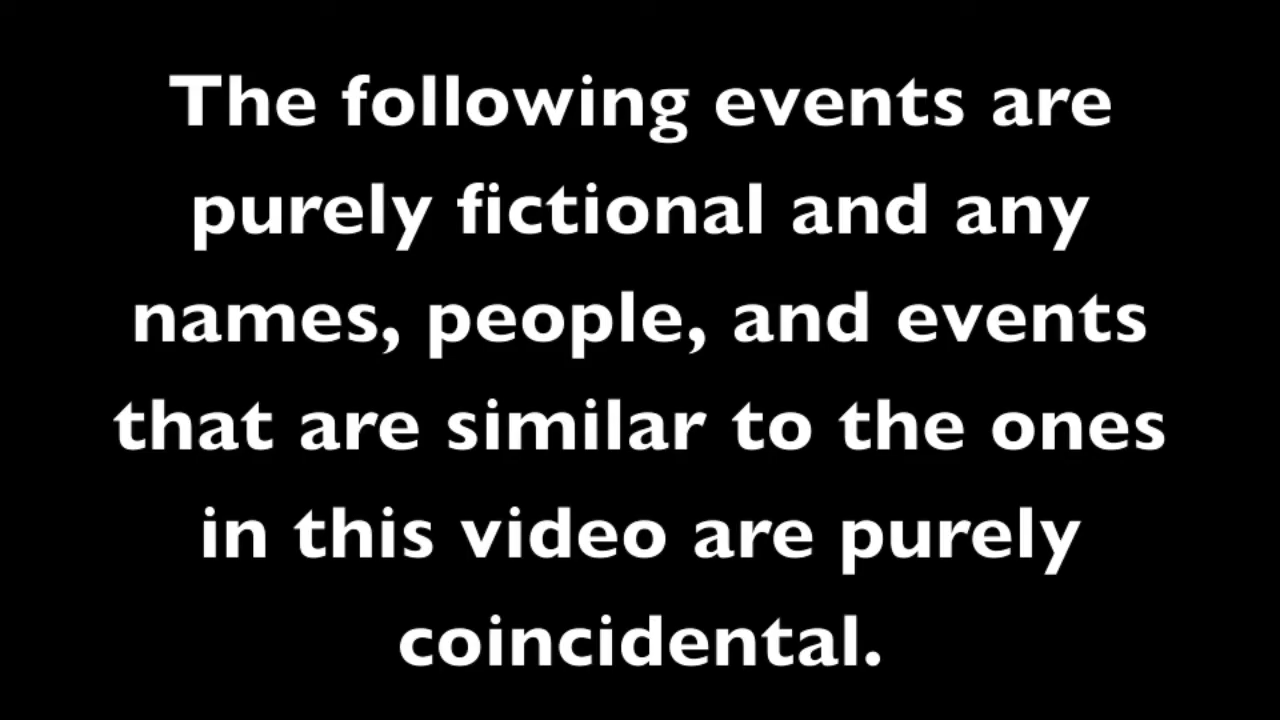 The following events are
purely fictional and any
names, people, and events
that are similar to the ones
in this video are purely
coincidental.